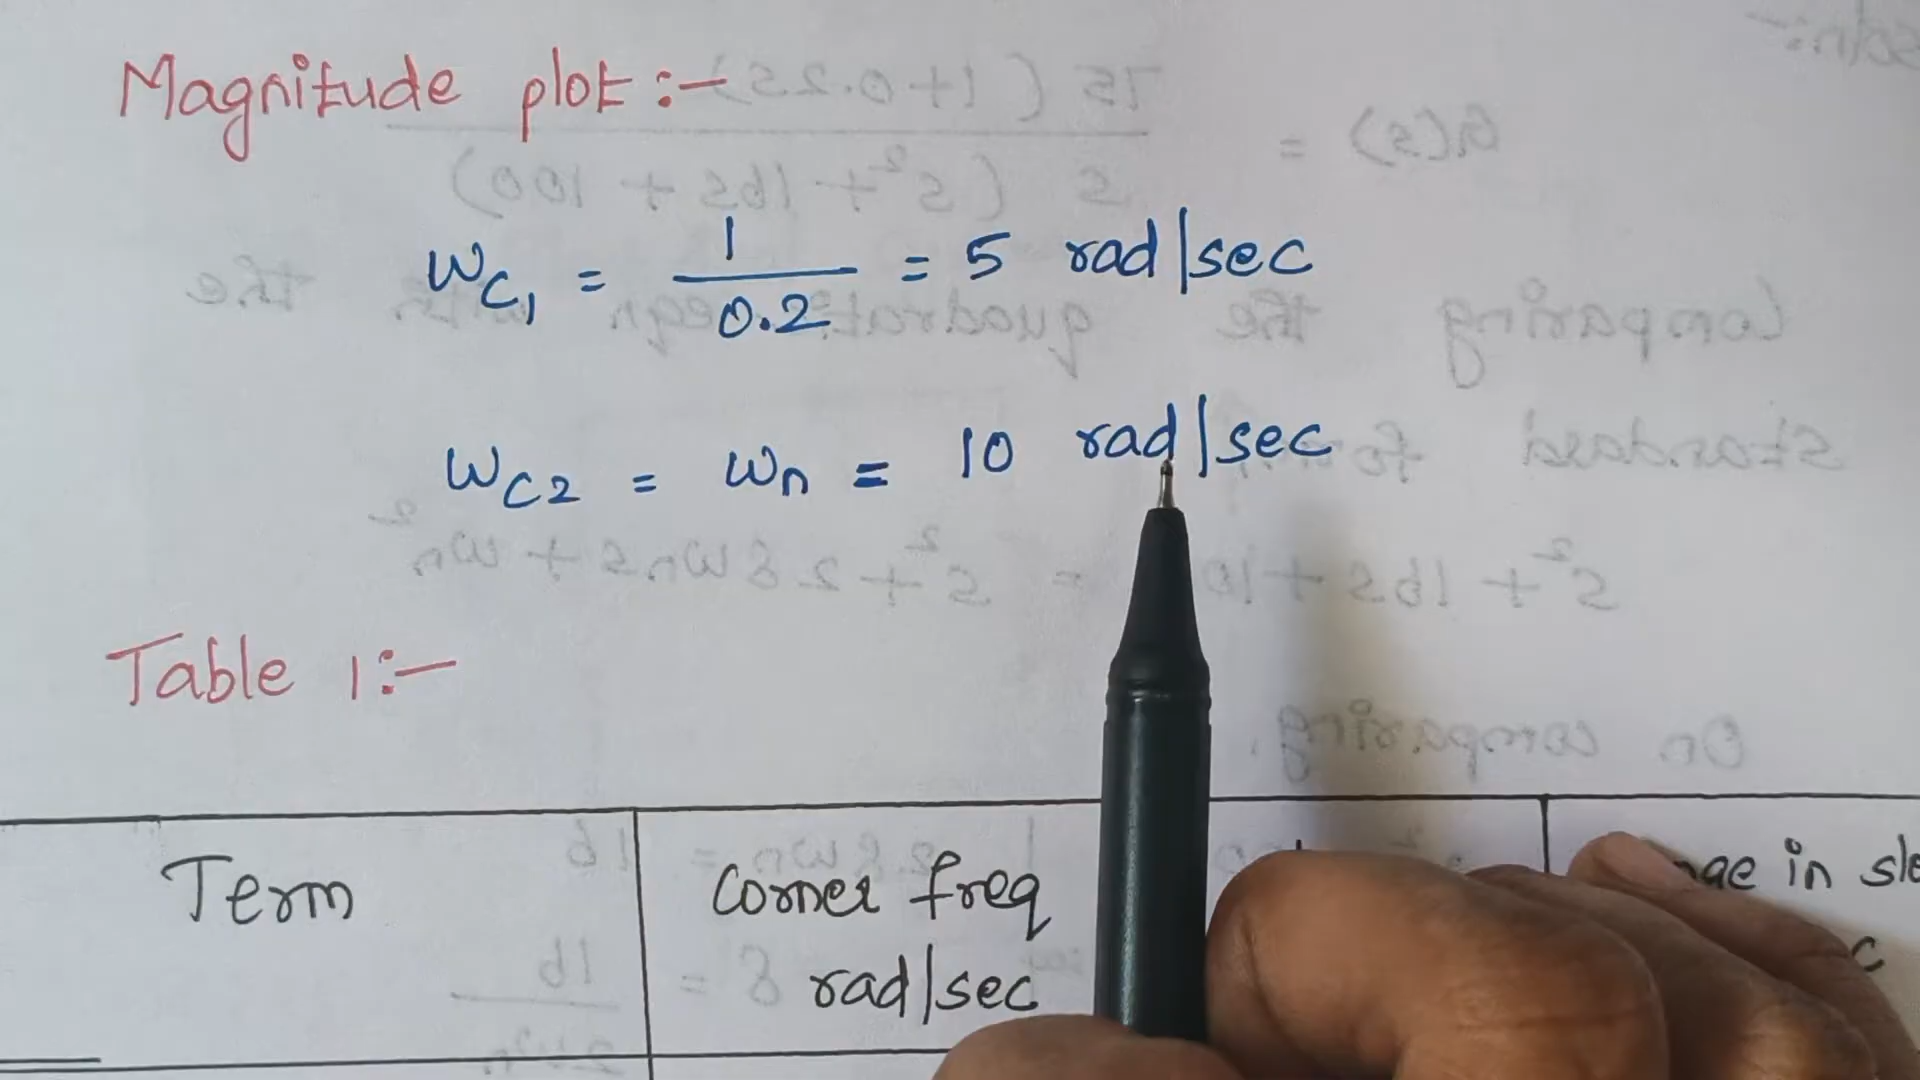 Magnitude plot :-
ωc₁ = 1/0.2 = 5 rad/sec
ωc2 = ωn = 10 rad/sec
Table 1:-
Term
Corner freq
rad/sec
in